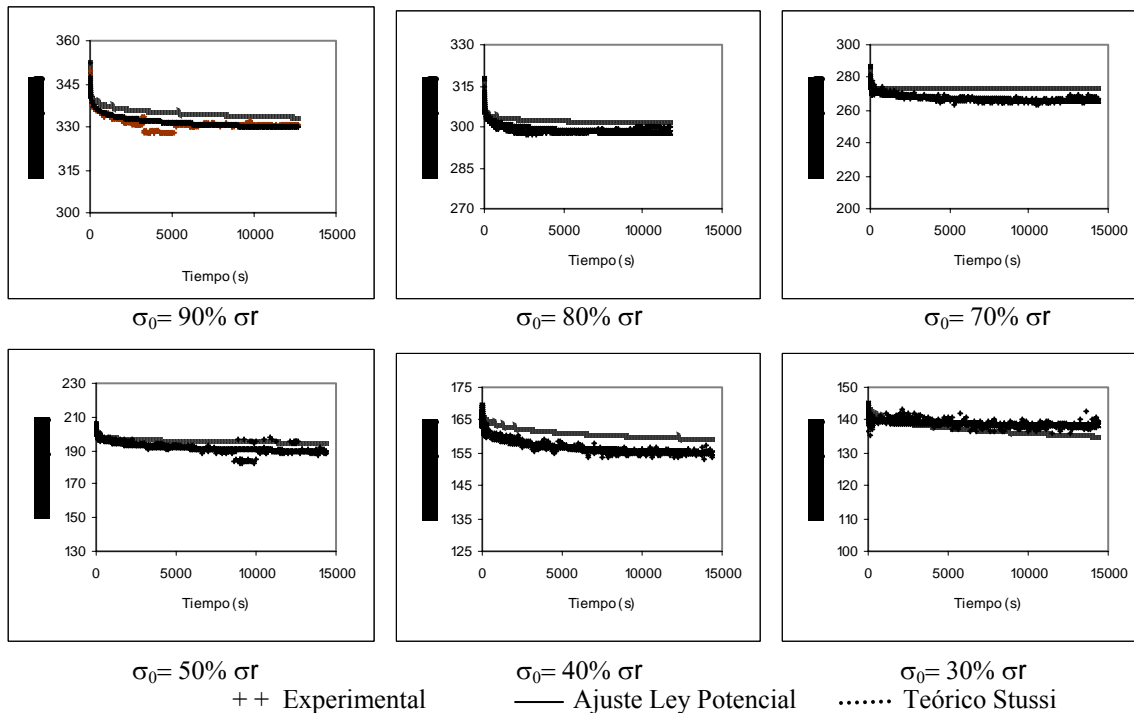 360
345
330
315
300
0 5000 10000 15000
Tiempo (s)
330
315
300
285
270
0 5000 10000 15000
Tiempo (s)
300
280
260
240
220
200
0 5000 10000 15000
Tiempo (s)
σ0= 90% σr
σ0= 80% σr
σ0= 70% σr
230
210
190
170
150
130
0 5000 10000 15000
Tiempo (s)
175
165
155
145
135
125
0 5000 10000 15000
Tiempo (s)
150
140
130
120
110
100
0 5000 10000 15000
Tiempo (s)
σ0= 50% σr
σ0= 40% σr
σ0= 30% σr
+ + Experimental —— Ajuste Ley Potencial ....... Teórico Stussi